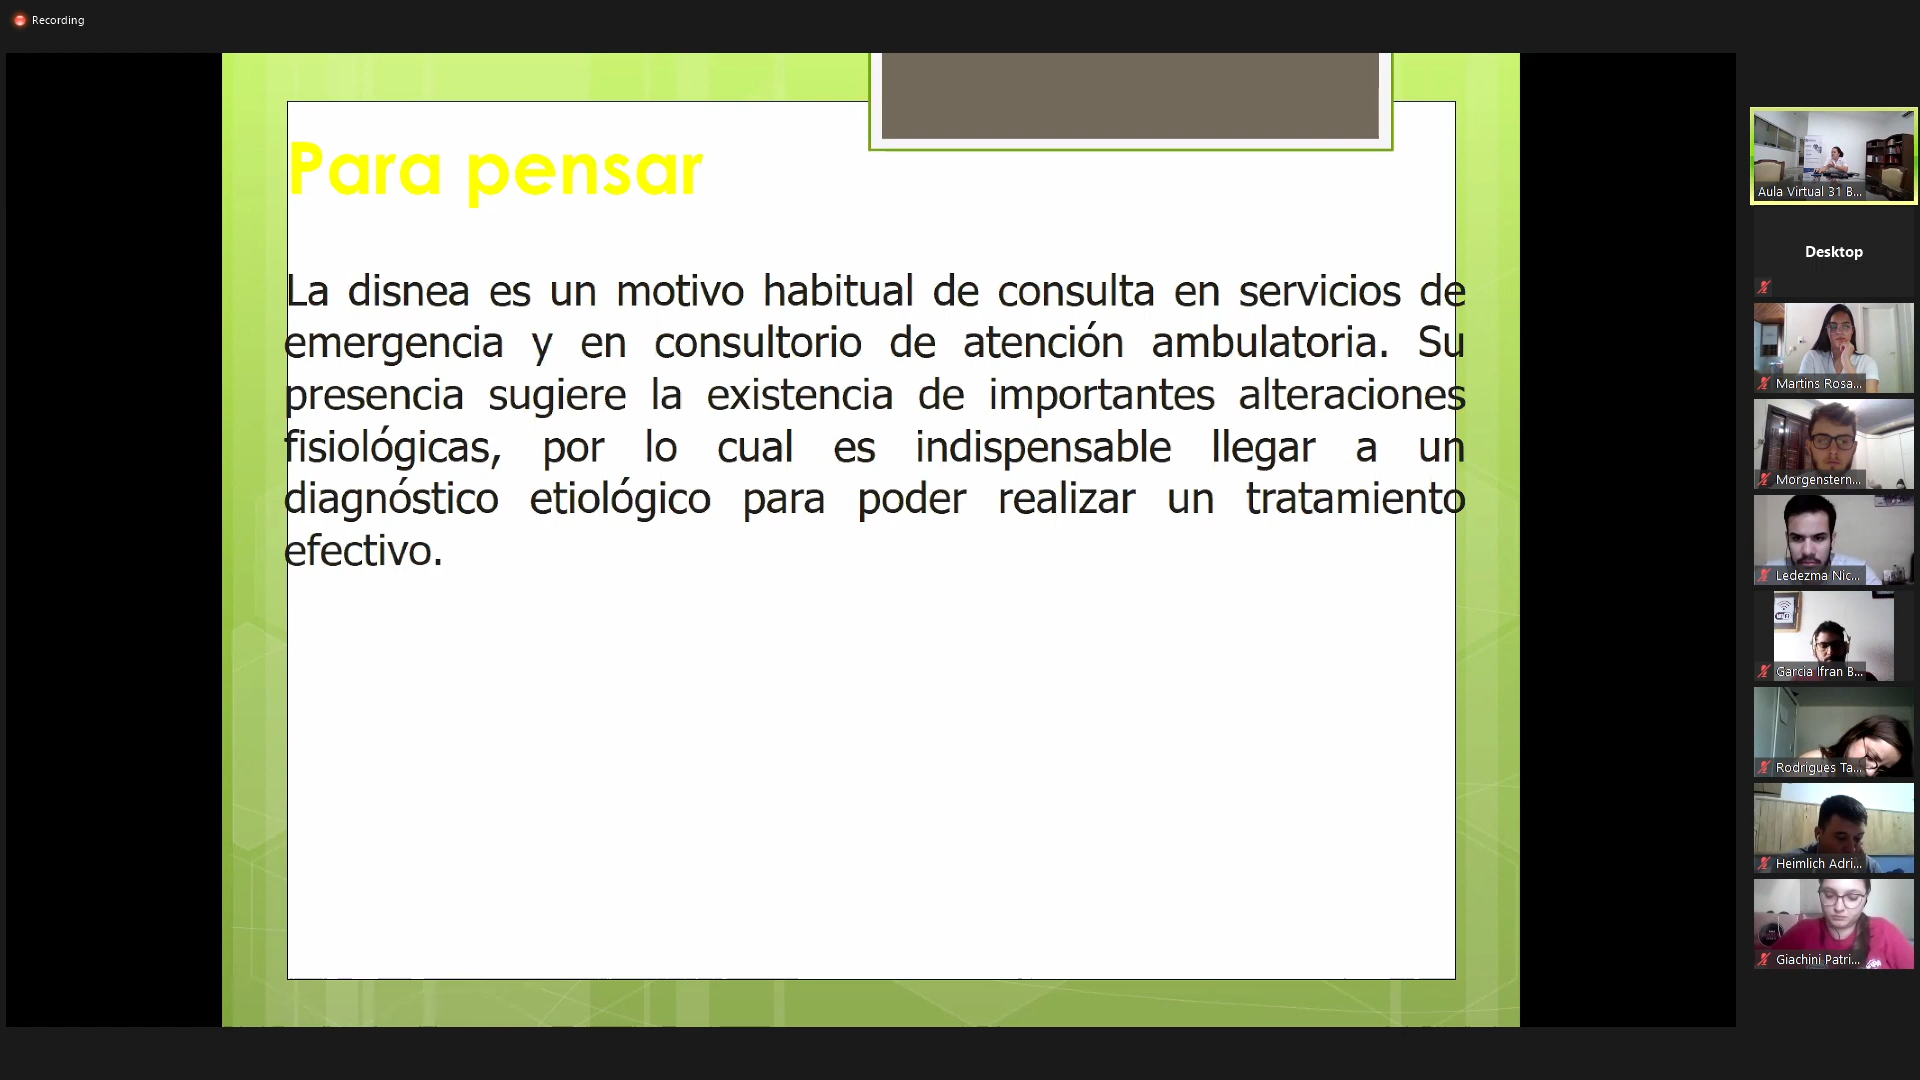 Recording
Para pensar
La disnea es un motivo habitual de consulta en servicios de
emergencia y en consultorio de atención ambulatoria. Su
presencia sugiere la existencia de importantes alteraciones
fisiológicas, por lo cual es indispensable llegar a un
diagnóstico etiológico para poder realizar un tratamiento
efectivo.
Aula Virtual 31 B...
Desktop
Martins Rosa...
Morgenstern...
Ledezma Nic...
Garcia Ifran B...
Rodrigues Ta...
Heimlich Adri...
Giachini Patri...